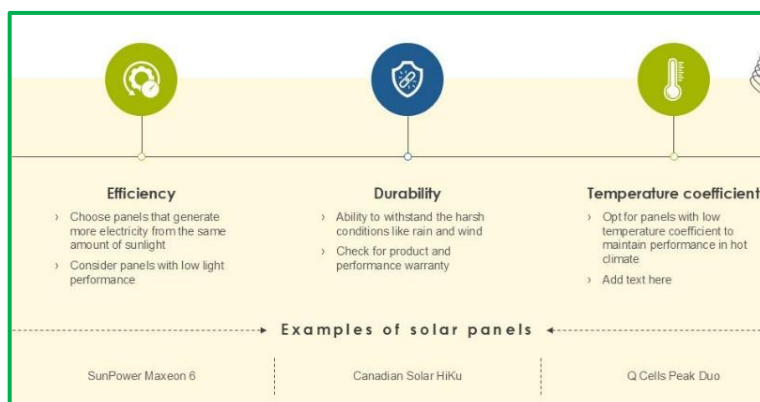 Efficiency
› Choose panels that generate
more electricity from the same
amount of sunlight
› Consider panels with low light
performance
Durability
› Ability to withstand the harsh
conditions like rain and wind
› Check for product and
performance warranty
Temperature coefficient
› Opt for panels with low
temperature coefficient to
maintain performance in hot
climate
› Add text here
Examples of solar panels
SunPower Maxeon 6
Canadian Solar HiKu
Q Cells Peak Duo